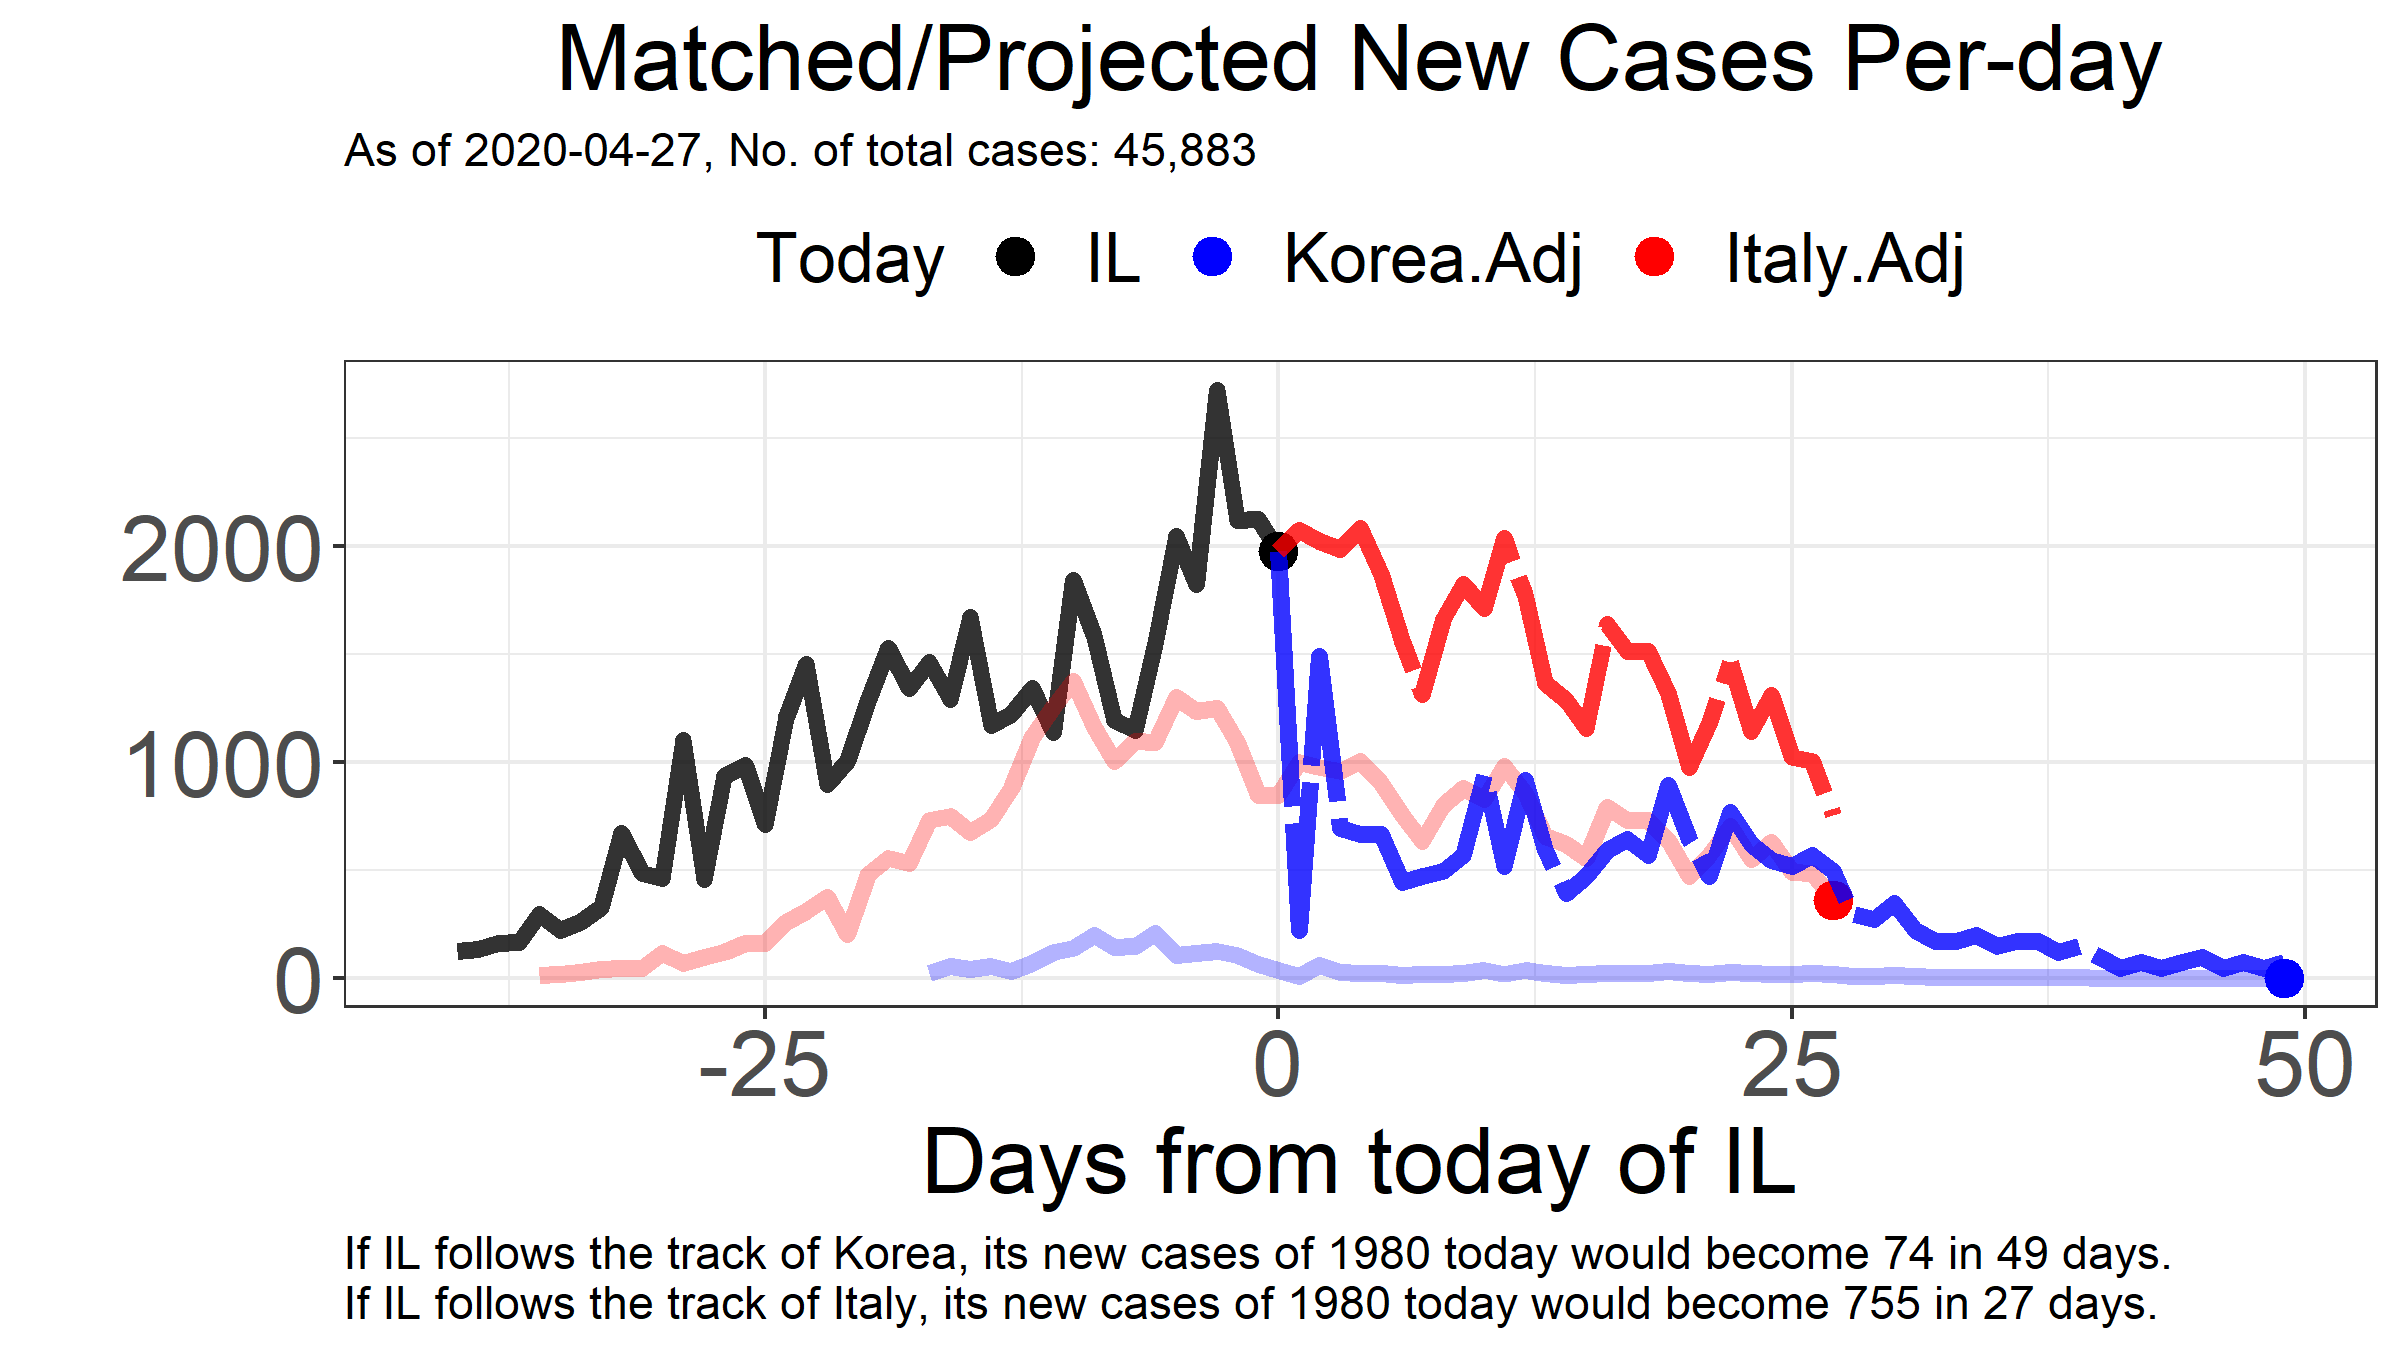 Matched/Projected New Cases Per-day
As of 2020-04-27, No. of total cases: 45,883
Today IL Korea.Adj Italy.Adj
2000
1000
0
-25 0 25 50
Days from today of IL
If IL follows the track of Korea, its new cases of 1980 today would become 74 in 49 days.
If IL follows the track of Italy, its new cases of 1980 today would become 755 in 27 days.